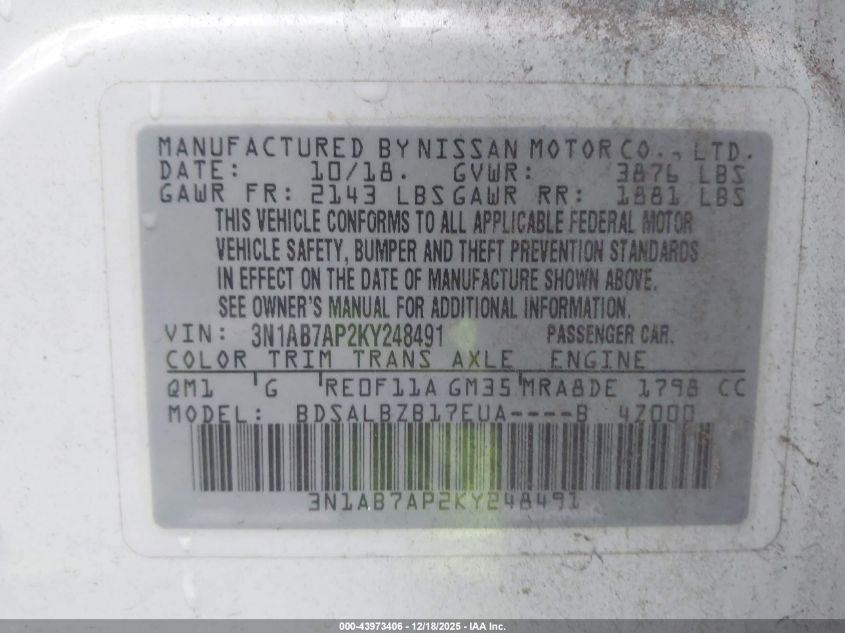 MANUFACTURED BY NISSAN MOTOR CO., LTD.
DATE: 10/18. GVWR: 3876 LBS
GAWR FR: 2143 LBS GAWR RR: 1881 LBS
THIS VEHICLE CONFORMS TO ALL APPLICABLE FEDERAL MOTOR
VEHICLE SAFETY, BUMPER AND THEFT PREVENTION STANDARDS
IN EFFECT ON THE DATE OF MANUFACTURE SHOWN ABOVE.
SEE OWNER'S MANUAL FOR ADDITIONAL INFORMATION.
VIN: 3N1AB7AP2KY248491 PASSENGER CAR.
COLOR TRIM TRANS AXLE ENGINE
QM1 G RE0F11A GM35 MRA8DE 1798 CC
MODEL: BDSALBZB17EUA----B 4Z000
3N1AB7AP2KY248491
000-43973406 - 12/18/2025 - IAA Inc.